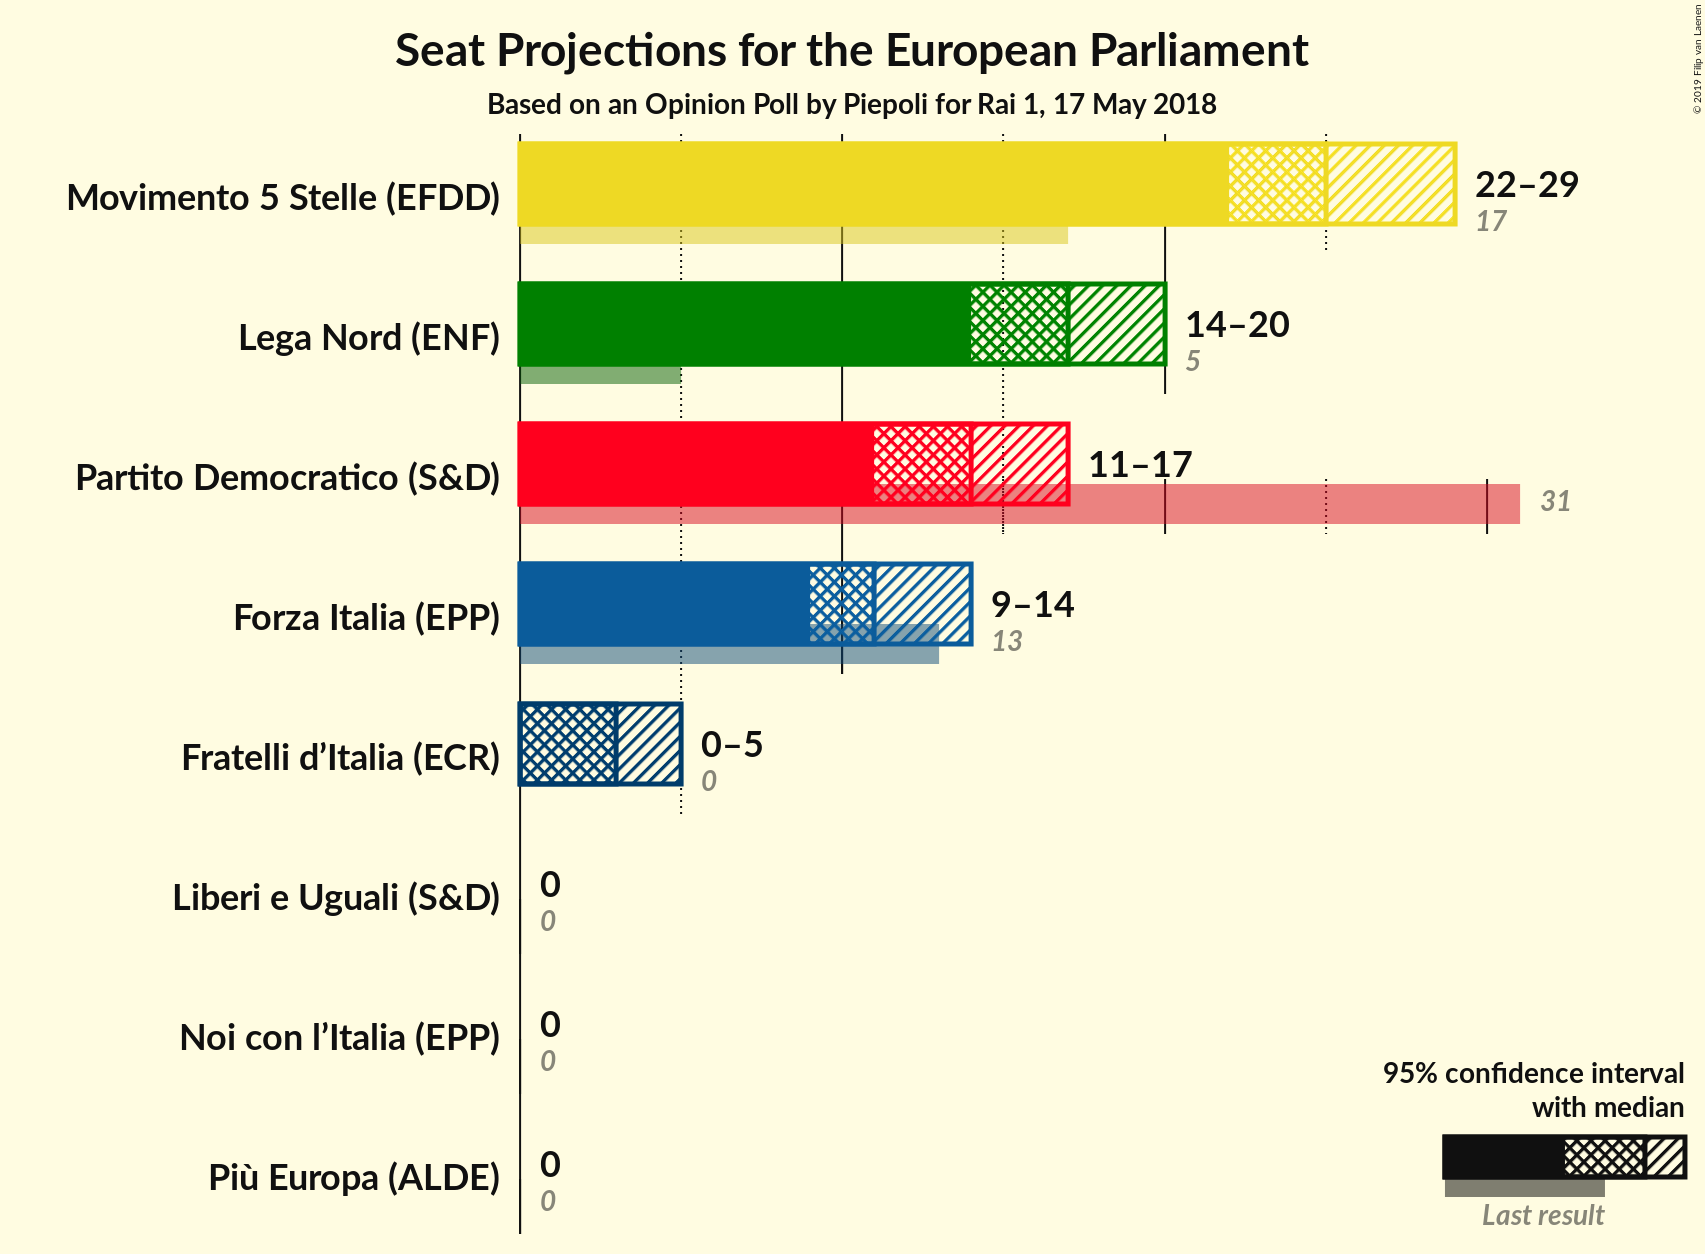 Seat Projections for the European Parliament
Based on an Opinion Poll by Piepoli for Rai 1, 17 May 2018
© 2019 Filip van Laenen
Movimento 5 Stelle (EFDD)
22–29
17
Lega Nord (ENF)
14–20
5
Partito Democratico (S&D)
11–17
31
Forza Italia (EPP)
9–14
13
Fratelli d’Italia (ECR)
0–5
0
Liberi e Uguali (S&D)
0
0
Noi con l’Italia (EPP)
0
0
Più Europa (ALDE)
0
0
95% confidence interval
with median
Last result